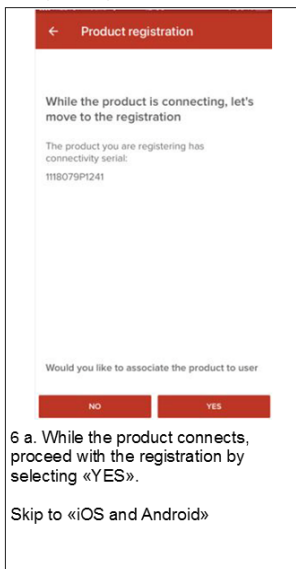 ← Product registration
While the product is connecting, let's
move to the registration
The product you are registering has
connectivity serial:
1118079P1241
Would you like to associate the product to user
NO
YES
6 a. While the product connects,
proceed with the registration by
selecting «YES».
Skip to «iOS and Android»